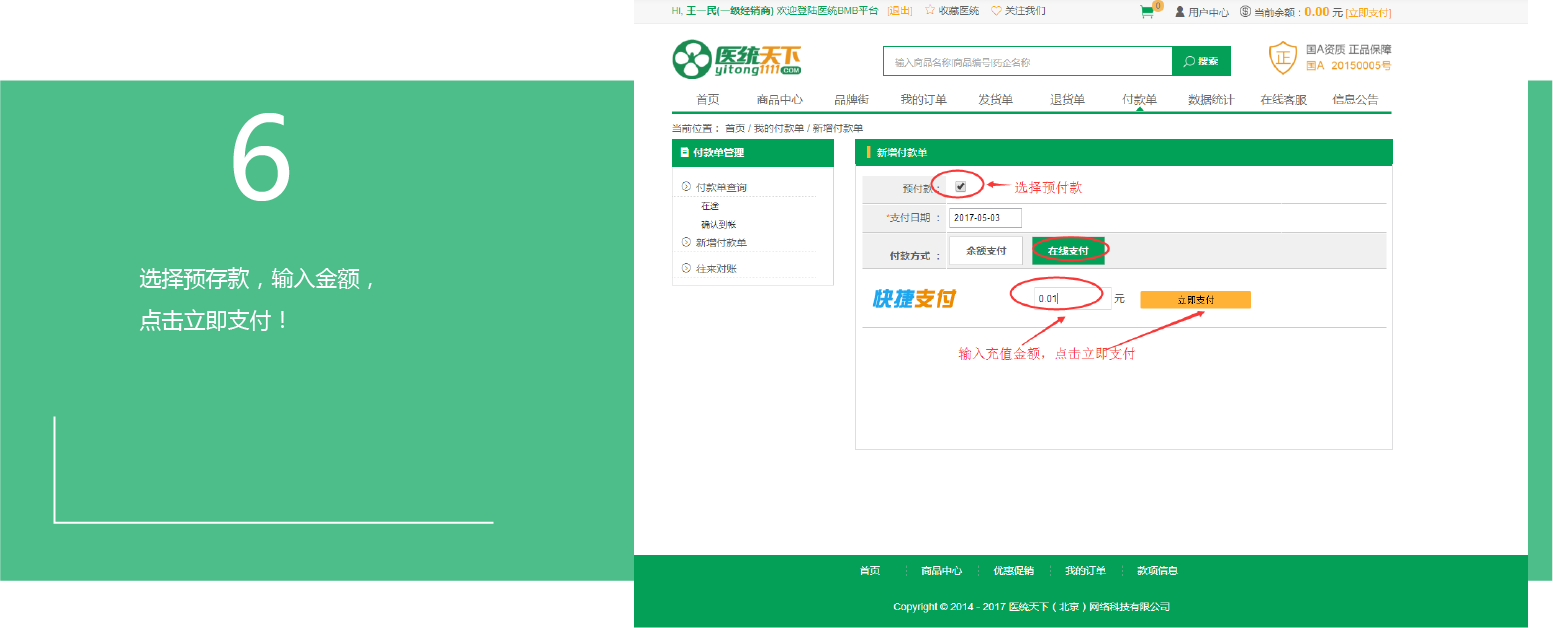 6
选择预存款，输入金额，
点击立即支付！
Hi, 王一民(一级经销商) 欢迎登陆医统BMB平台 [退出] 收藏医统 关注我们
0 用户中心 当前余额：0.00 元 [立即支付]
医统天下
yitong1111.COM
输入商品名称|商品编号|药企名称
搜索
正
国A资质 正品保障
国A 20150005号
首页 商品中心 品牌街 我的订单 发货单 退货单 付款单 数据统计 在线客服 信息公告
当前位置： 首页 / 我的付款单 / 新增付款单
付款单管理
付款单查询
在途
确认到帐
新增付款单
往来对账
新增付款单
预付款：
选择预付款
*支付日期 ： 2017-05-03
付款方式 ： 余额支付 在线支付
快捷支付 0.01 元 立即支付
输入充值金额，点击立即支付
首页 商品中心 优惠促销 我的订单 款项信息
Copyright © 2014 - 2017 医统天下（北京）网络科技有限公司